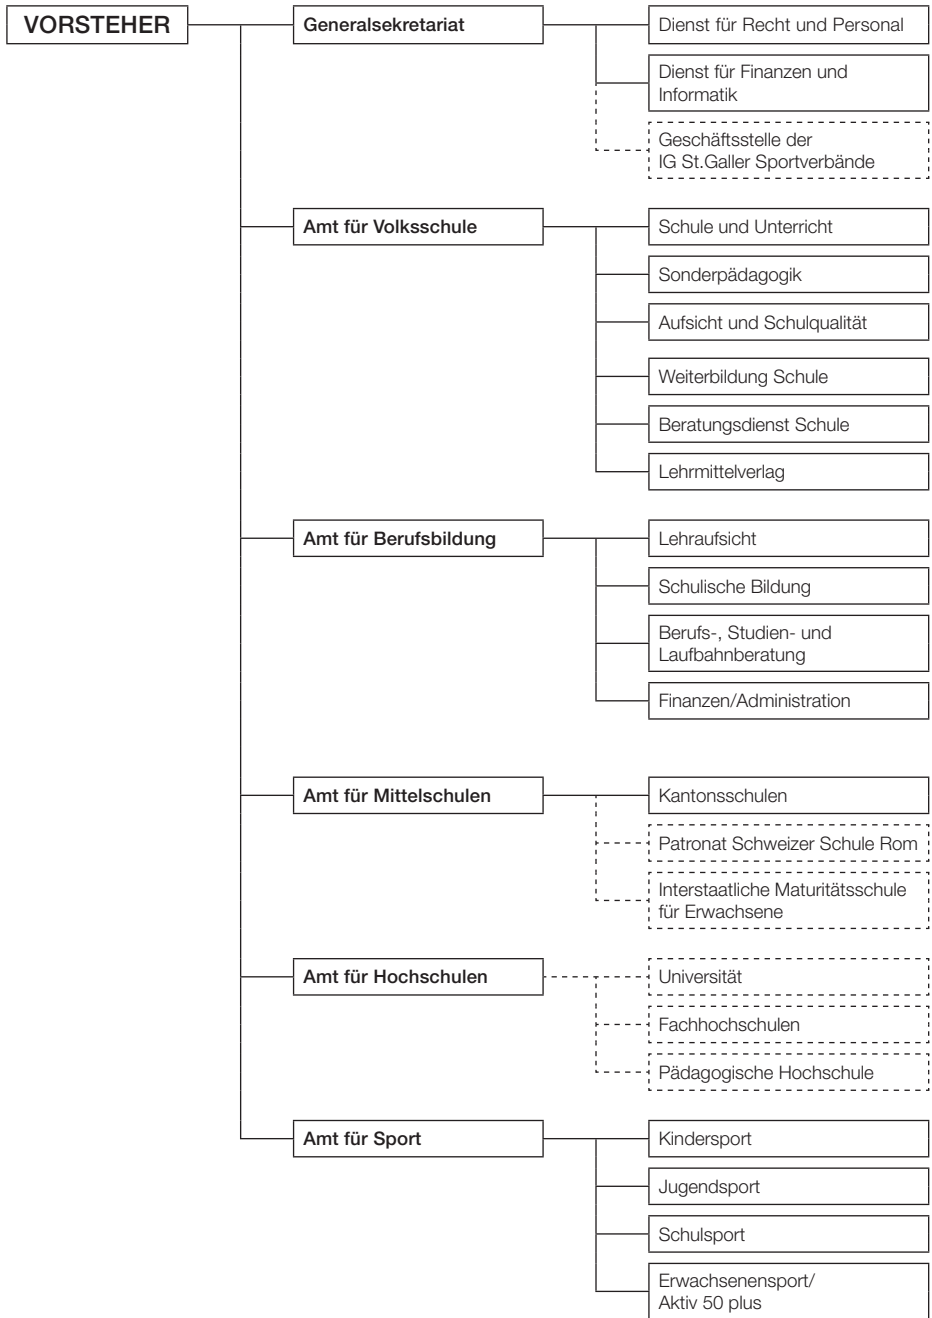 VORSTEHER
Generalsekretariat
Dienst für Recht und Personal
Dienst für Finanzen und
Informatik
Geschäftsstelle der
IG St.Galler Sportverbände
Amt für Volksschule
Schule und Unterricht
Sonderpädagogik
Aufsicht und Schulqualität
Weiterbildung Schule
Beratungsdienst Schule
Lehrmittelverlag
Amt für Berufsbildung
Lehraufsicht
Schulische Bildung
Berufs-, Studien- und
Laufbahnberatung
Finanzen/Administration
Amt für Mittelschulen
Kantonsschulen
Patronat Schweizer Schule Rom
Interstaatliche Maturitätsschule
für Erwachsene
Amt für Hochschulen
Universität
Fachhochschulen
Pädagogische Hochschule
Amt für Sport
Kindersport
Jugendsport
Schulsport
Erwachsenensport/
Aktiv 50 plus